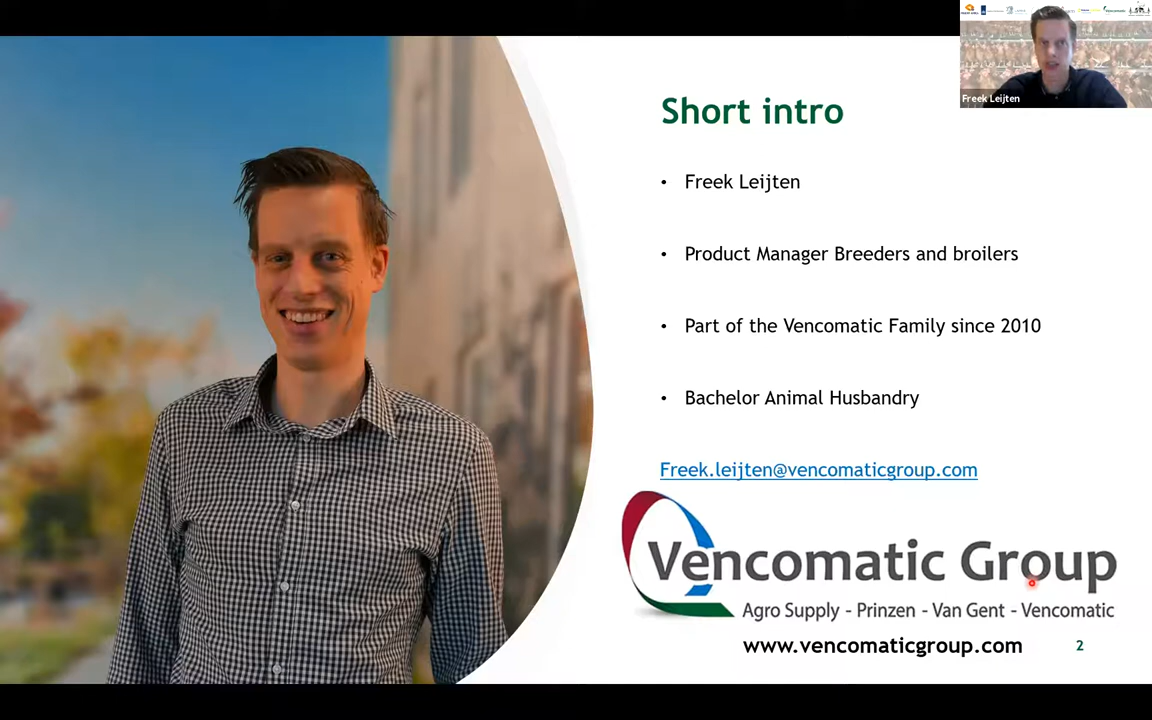 Short intro
Freek Leijten
• Freek Leijten
• Product Manager Breeders and broilers
• Part of the Vencomatic Family since 2010
• Bachelor Animal Husbandry
Freek.leijten@vencomaticgroup.com
Vencomatic Group
Agro Supply - Prinzen - Van Gent - Vencomatic
www.vencomaticgroup.com
2